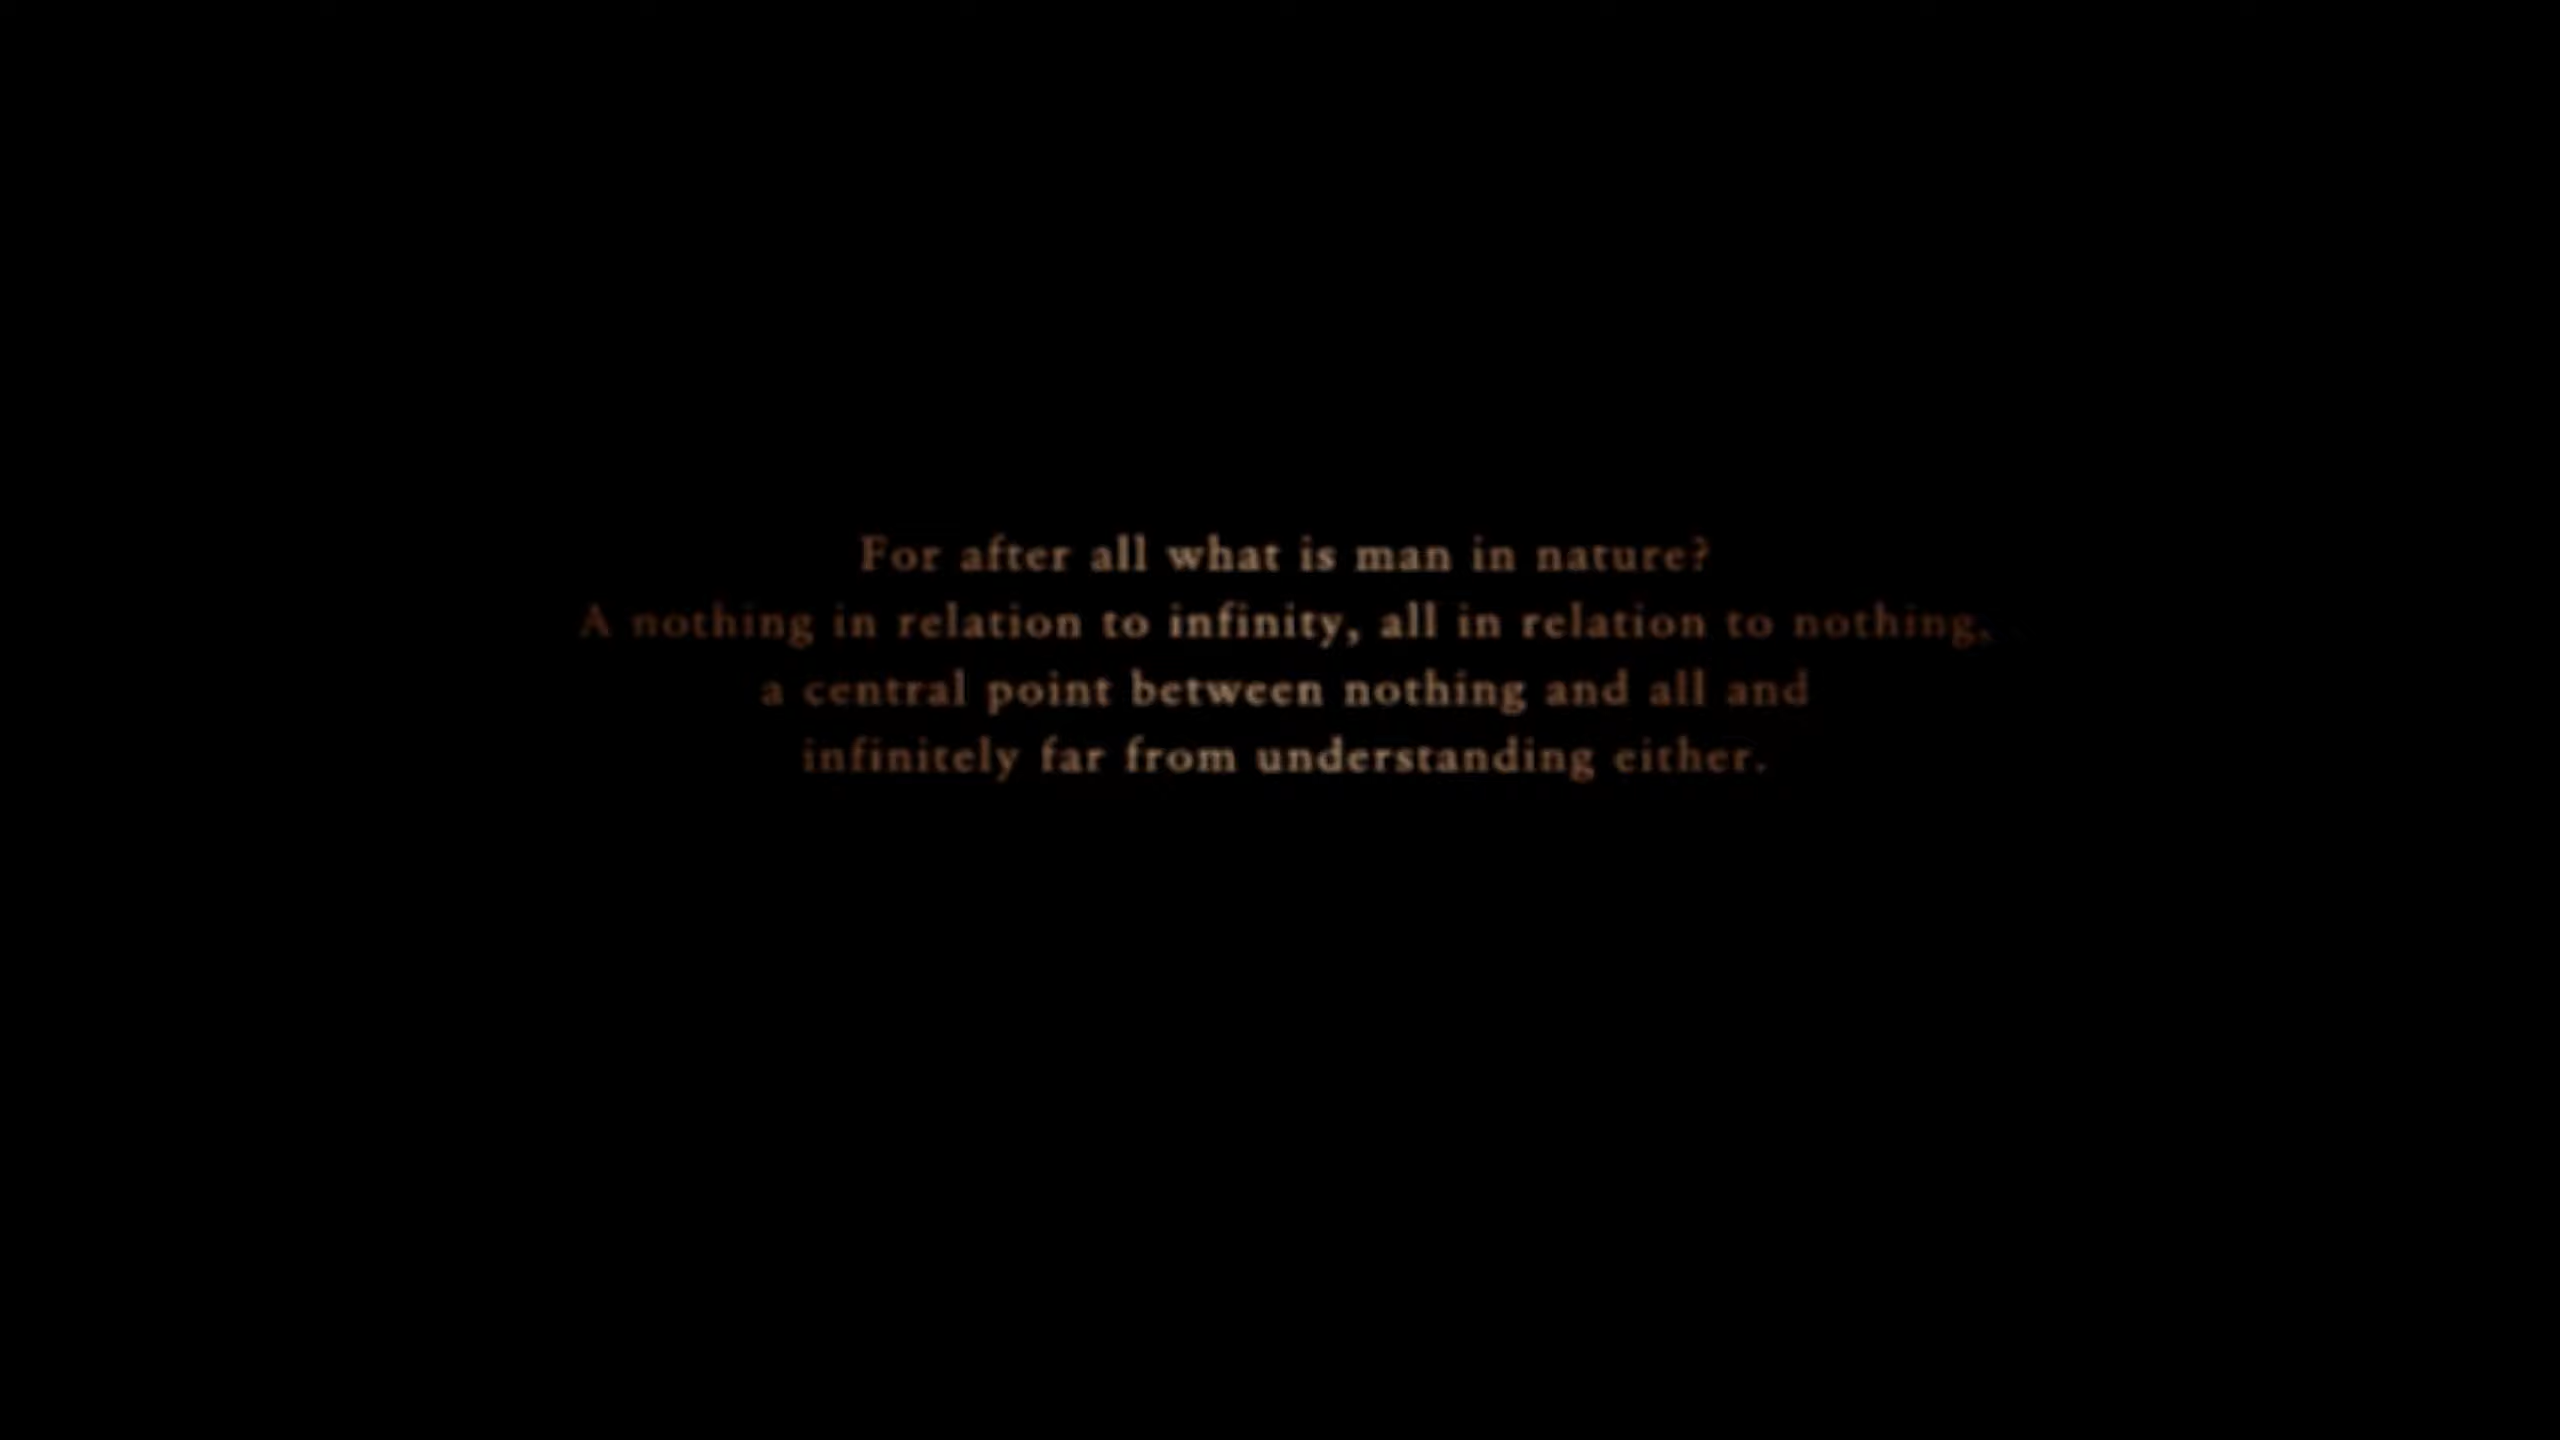 For after all what is man in nature?
A nothing in relation to infinity, all in relation to nothing,
a central point between nothing and all and
infinitely far from understanding either.